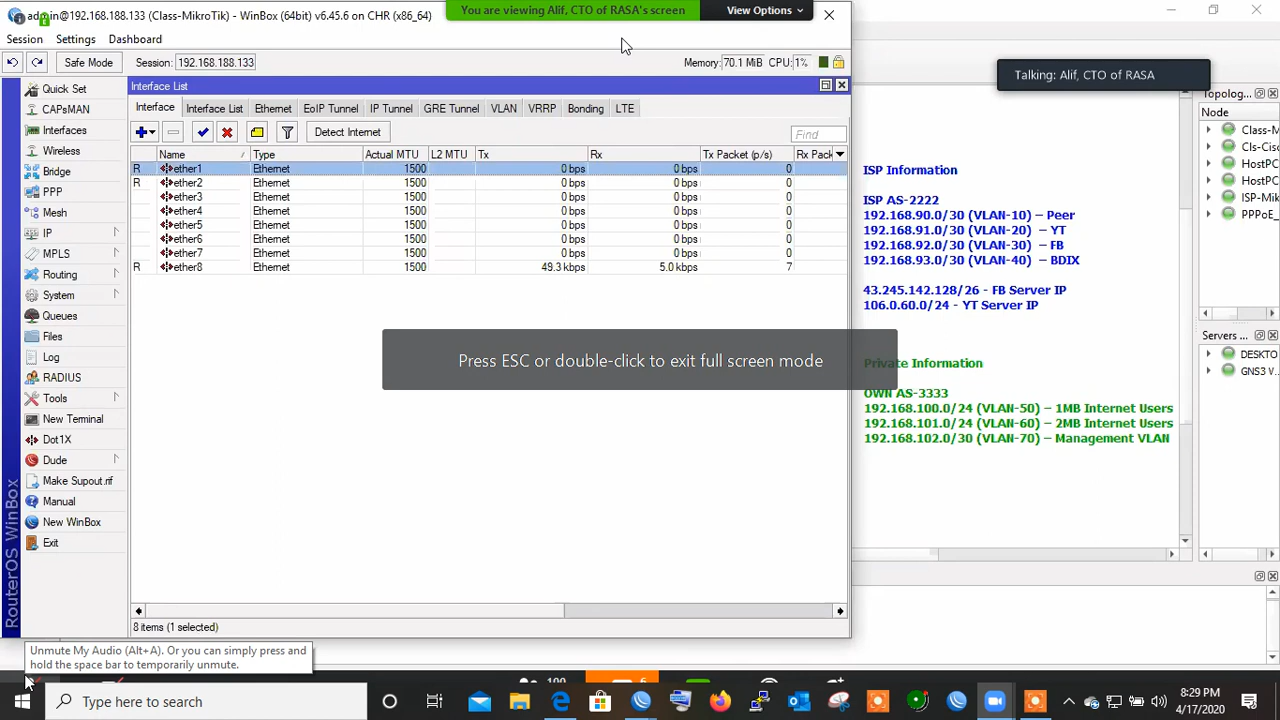 You are viewing Alif, CTO of RASA's screen
View Options
admin@192.168.188.133 (Class-MikroTik) - WinBox (64bit) v6.45.6 on CHR (x86_64)
Session Settings Dashboard
Safe Mode Session: 192.168.188.133 Memory: 70.1 MiB CPU: 1%
Talking: Alif, CTO of RASA
Interface List
Interface Interface List Ethernet EoIP Tunnel IP Tunnel GRE Tunnel VLAN VRRP Bonding LTE
Detect Internet Find
Name Type Actual MTU L2 MTU Tx Rx Tx Packet (p/s) Rx Pack
R ether1 Ethernet 1500 0 bps 0 bps 0
R ether2 Ethernet 1500 0 bps 0 bps 0
ether3 Ethernet 1500 0 bps 0 bps 0
ether4 Ethernet 1500 0 bps 0 bps 0
ether5 Ethernet 1500 0 bps 0 bps 0
ether6 Ethernet 1500 0 bps 0 bps 0
ether7 Ethernet 1500 0 bps 0 bps 0
R ether8 Ethernet 1500 49.3 kbps 5.0 kbps 7
8 items (1 selected)
Quick Set
CAPsMAN
Interfaces
Wireless
Bridge
PPP
Mesh
IP
MPLS
Routing
System
Queues
Files
Log
RADIUS
Tools
New Terminal
Dot1X
Dude
Make Supout.rif
Manual
New WinBox
Exit
RouterOS WinBox
Press ESC or double-click to exit full screen mode
ISP Information
ISP AS-2222
192.168.90.0/30 (VLAN-10) – Peer
192.168.91.0/30 (VLAN-20) – YT
192.168.92.0/30 (VLAN-30) – FB
192.168.93.0/30 (VLAN-40) – BDIX
43.245.142.128/26 - FB Server IP
106.0.60.0/24 - YT Server IP
Private Information
OWN AS-3333
192.168.100.0/24 (VLAN-50) – 1MB Internet Users
192.168.101.0/24 (VLAN-60) – 2MB Internet Users
192.168.102.0/30 (VLAN-70) – Management VLAN
Topolog...
Node
Class-M
Cls-Cisc
HostPC
HostPC
ISP-Mik
PPPoE_
Servers ...
DESKTO
GNS3 V...
Unmute My Audio (Alt+A). Or you can simply press and
hold the space bar to temporarily unmute.
Type here to search
8:29 PM
4/17/2020